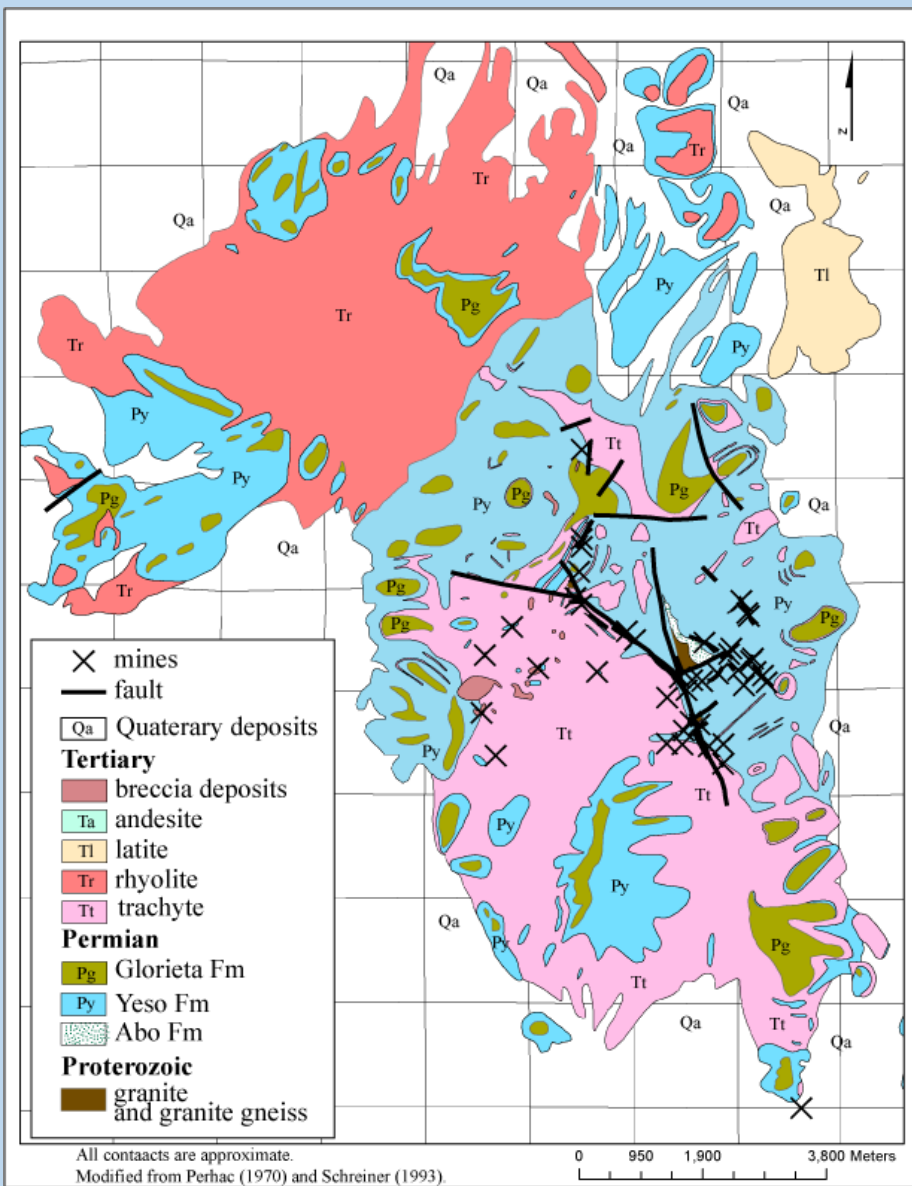 Qa
Qa
Qa
N
Qa
Tr
Tr
Qa
Qa
Tl
Py
Pg
Tr
Tr
Py
Py
Tt
Py
Pg
Pg
Py
Pg
Qa
Tt
Qa
Tr
Pg
Py
Pg
Pg
Tt
Qa
Py
Tt
Py
Py
Qa
Pg
Py
Tt
Qa
Tt
Qa
mines
fault
Qa Quaterary deposits
Tertiary
breccia deposits
Ta andesite
Tl latite
Tr rhyolite
Tt trachyte
Permian
Pg Glorieta Fm
Py Yeso Fm
Abo Fm
Proterozoic
granite
and granite gneiss
All contaacts are approximate.
Modified from Perhac (1970) and Schreiner (1993).
0 950 1,900 3,800 Meters